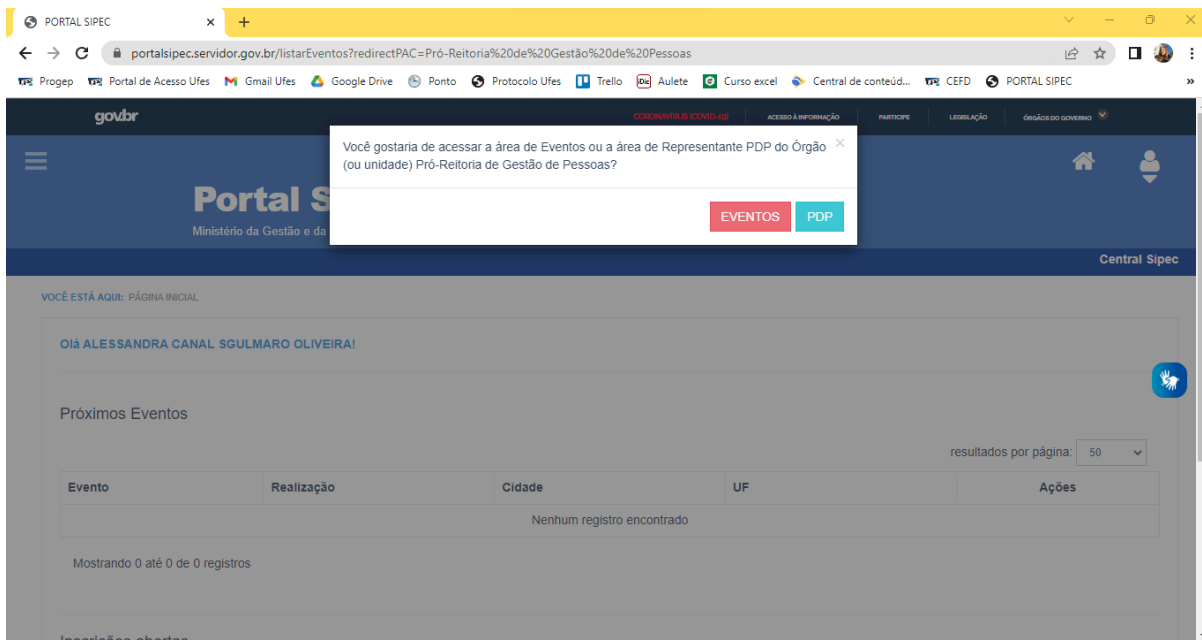 PORTAL SIPEC
portalsipec.servidor.gov.br/listarEventos?redirectPAC=Pró-Reitoria%20de%20Gestão%20de%20Pessoas
Progep Portal de Acesso Ufes Gmail Ufes Google Drive Ponto Protocolo Ufes Trello iDic Aulete Curso excel Central de conteúd... CEFD PORTAL SIPEC »
gov.br CORONAVÍRUS (COVID-19) ACESSO À INFORMAÇÃO PARTICIPE LEGISLAÇÃO ÓRGÃOS DO GOVERNO
Você gostaria de acessar a área de Eventos ou a área de Representante PDP do Órgão
(ou unidade) Pró-Reitoria de Gestão de Pessoas?
EVENTOS PDP
Portal S
Ministério da Gestão e da
Central Sipec
VOCÊ ESTÁ AQUI: PÁGINA INICIAL
Olá ALESSANDRA CANAL SGULMARO OLIVEIRA!
Próximos Eventos
resultados por página: 50
Evento Realização Cidade UF Ações
Nenhum registro encontrado
Mostrando 0 até 0 de 0 registros
Inscrições abertas